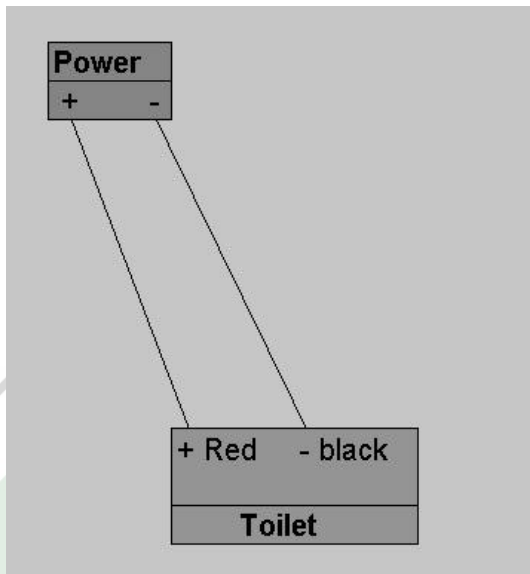 Power
+ -
+ Red - black
Toilet